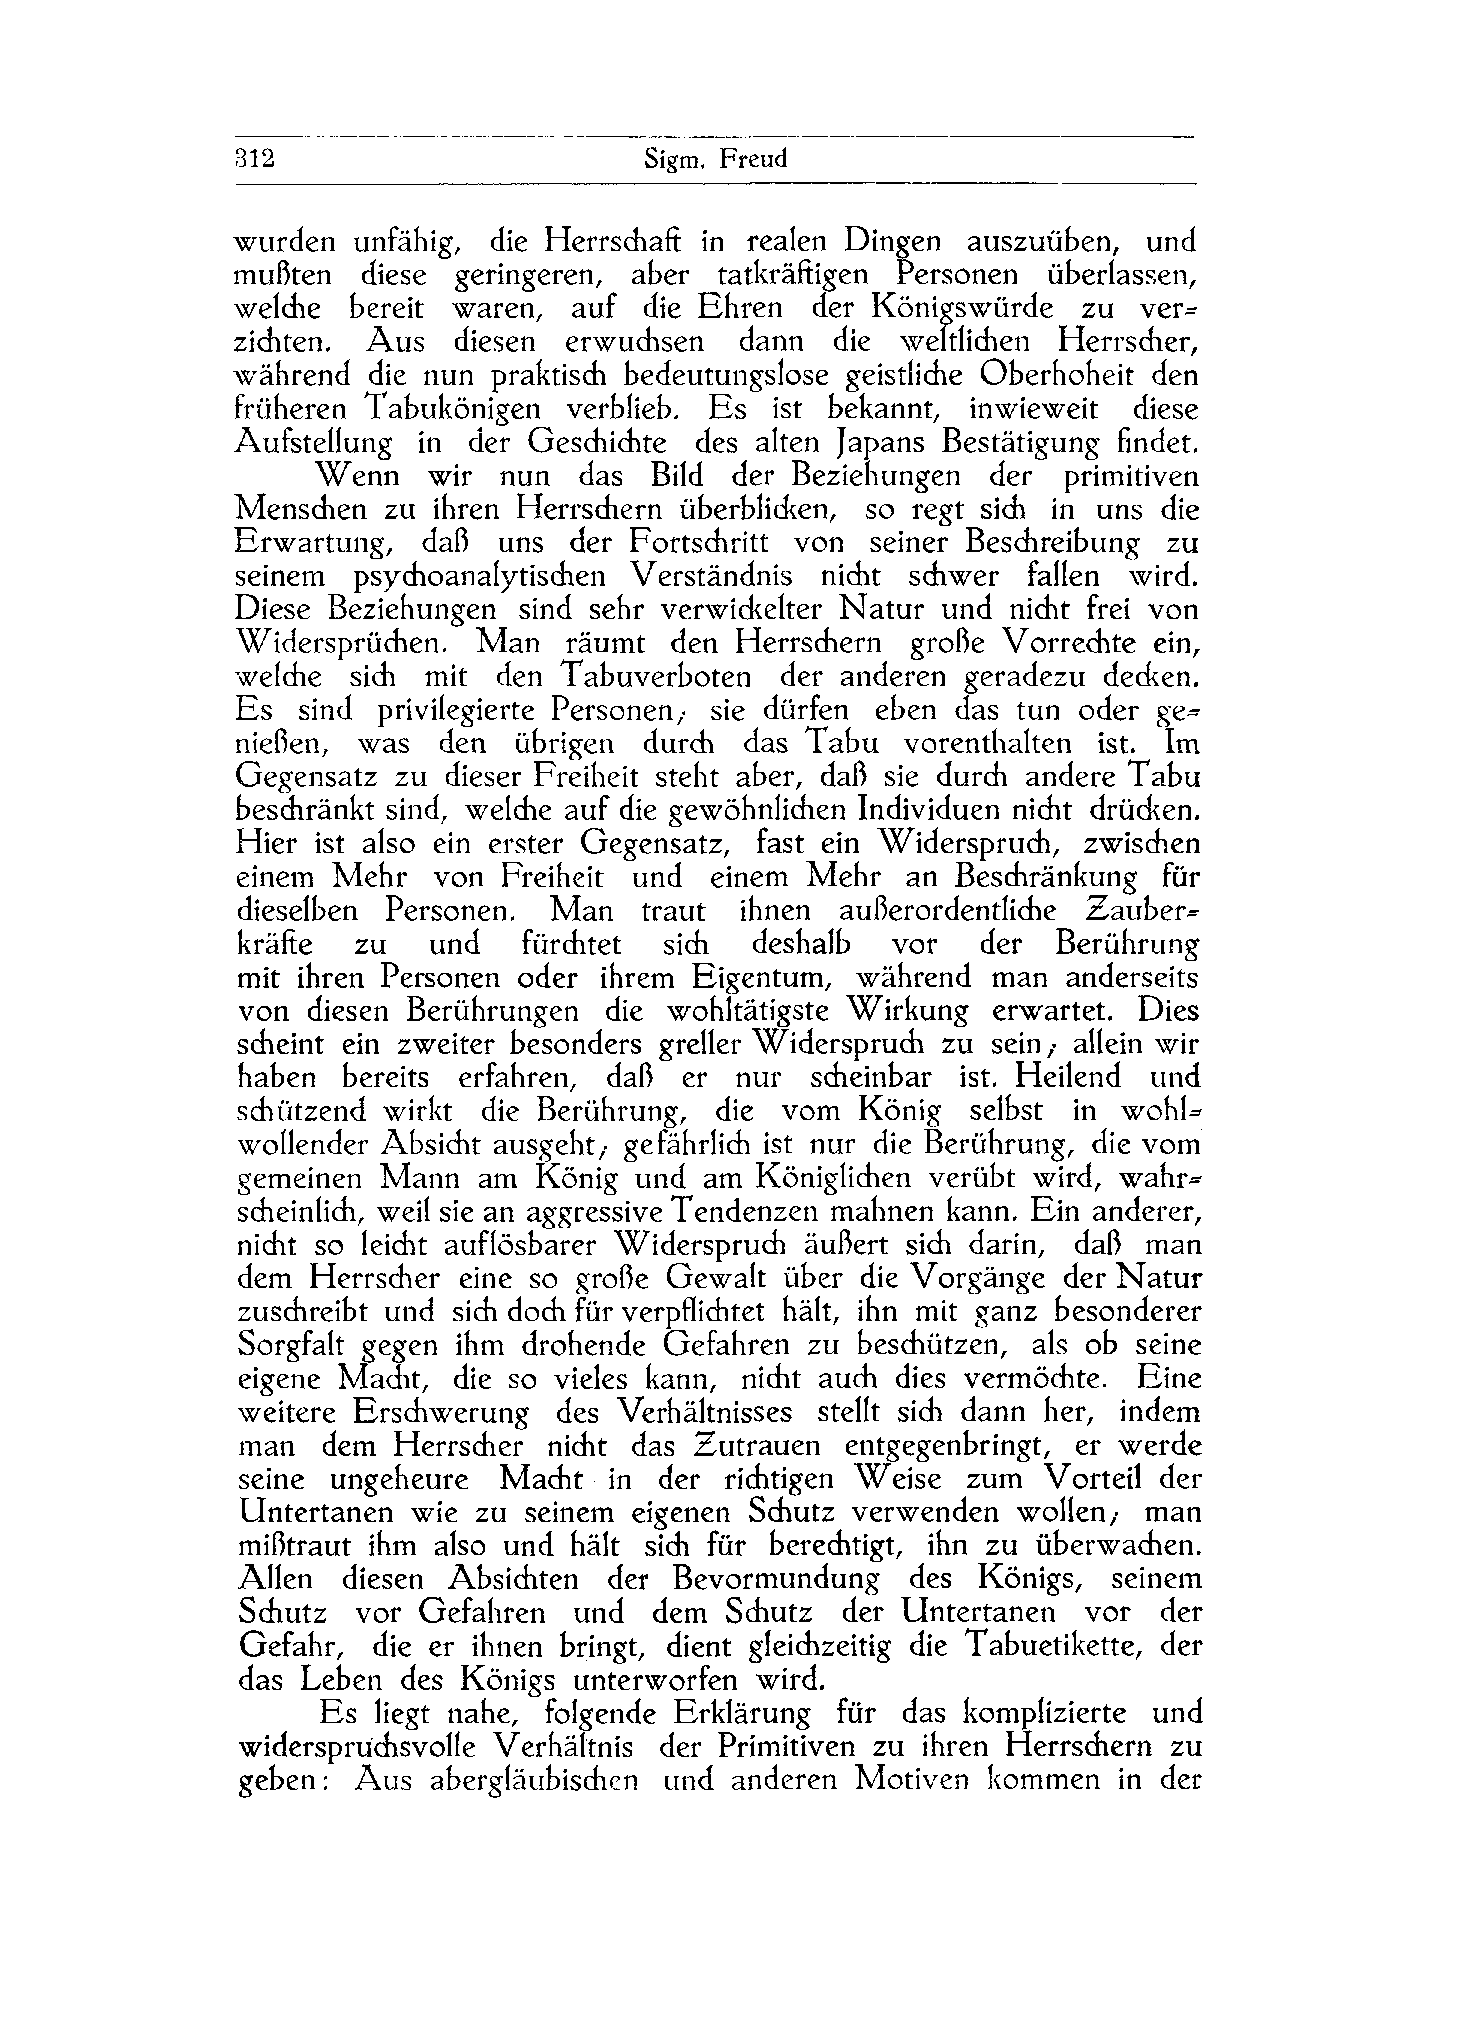 312 Sigm. Freud
wurden unfähig, die Herrschaft in realen Dingen auszuüben, und
mußten diese geringeren, aber tatkräftigen Personen überlassen,
welche bereit waren, auf die Ehren der Königswürde zu ver-
zichten. Aus diesen erwuchsen dann die weltlichen Herrscher,
während die nun praktisch bedeutungslose geistliche Oberhoheit den
früheren Tabukönigen verblieb. Es ist bekannt, inwieweit diese
Aufstellung in der Geschichte des alten Japans Bestätigung findet.
Wenn wir nun das Bild der Beziehungen der primitiven
Menschen zu ihren Herrschern überblicken, so regt sich in uns die
Erwartung, daß uns der Fortschritt von seiner Beschreibung zu
seinem psychoanalytischen Verständnis nicht schwer fallen wird.
Diese Beziehungen sind sehr verwickelter Natur und nicht frei von
Widersprüchen. Man räumt den Herrschern große Vorrechte ein,
welche sich mit den Tabuverboten der anderen geradezu decken.
Es sind privilegierte Personen; sie dürfen eben das tun oder ge-
nießen, was den übrigen durch das Tabu vorenthalten ist. Im
Gegensatz zu dieser Freiheit steht aber, daß sie durch andere Tabu
beschränkt sind, welche auf die gewöhnlichen Individuen nicht drücken.
Hier ist also ein erster Gegensatz, fast ein Widerspruch, zwischen
einem Mehr von Freiheit und einem Mehr an Beschränkung für
dieselben Personen. Man traut ihnen außerordentliche Zauber-
kräfte zu und fürchtet sich deshalb vor der Berührung
mit ihren Personen oder ihrem Eigentum, während man anderseits
von diesen Berührungen die wohltätigste Wirkung erwartet. Dies
scheint ein zweiter besonders greller Widerspruch zu sein; allein wir
haben bereits erfahren, daß er nur scheinbar ist. Heilend und
schützend wirkt die Berührung, die vom König selbst in wohl-
wollender Absicht ausgeht; gefährlich ist nur die Berührung, die vom
gemeinen Mann am König und am Königlichen verübt wird, wahr-
scheinlich, weil sie an aggressive Tendenzen mahnen kann. Ein anderer,
nicht so leicht auflösbarer Widerspruch äußert sich darin, daß man
dem Herrscher eine so große Gewalt über die Vorgänge der Natur
zuschreibt und sich doch für verpflichtet hält, ihn mit ganz besonderer
Sorgfalt gegen ihm drohende Gefahren zu beschützen, als ob seine
eigene Macht, die so vieles kann, nicht auch dies vermöchte. Eine
weitere Erschwerung des Verhältnisses stellt sich dann her, indem
man dem Herrscher nicht das Zutrauen entgegenbringt, er werde
seine ungeheure Macht in der richtigen Weise zum Vorteil der
Untertanen wie zu seinem eigenen Schutz verwenden wollen; man
mißtraut ihm also und hält sich für berechtigt, ihn zu überwachen.
Allen diesen Absichten der Bevormundung des Königs, seinem
Schutz vor Gefahren und dem Schutz der Untertanen vor der
Gefahr, die er ihnen bringt, dient gleichzeitig die Tabuetikette, der
das Leben des Königs unterworfen wird.
Es liegt nahe, folgende Erklärung für das komplizierte und
widerspruchsvolle Verhältnis der Primitiven zu ihren Herrschern zu
geben: Aus abergläubischen und anderen Motiven kommen in der